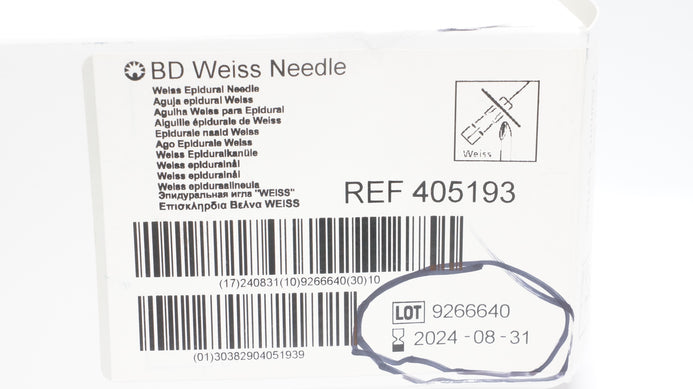 BD Weiss Needle
Weiss Epidural Needle
Aguja epidural Weiss
Agulha Weiss para Epidural
Aiguille épidurale de Weiss
Epidurale naald Weiss
Ago Epidurale Weiss
Weiss Epiduralkanüle
Weiss epiduralnål
Weiss epiduralnål
Weiss epiduraalineula
Эпидуральная игла "WEISS"
Επισκληρδια Βελνα WEISS
Weiss
REF 405193
(17)240831(10)9266640(30)10
LOT 9266640
2024-08-31
(01)30382904051939